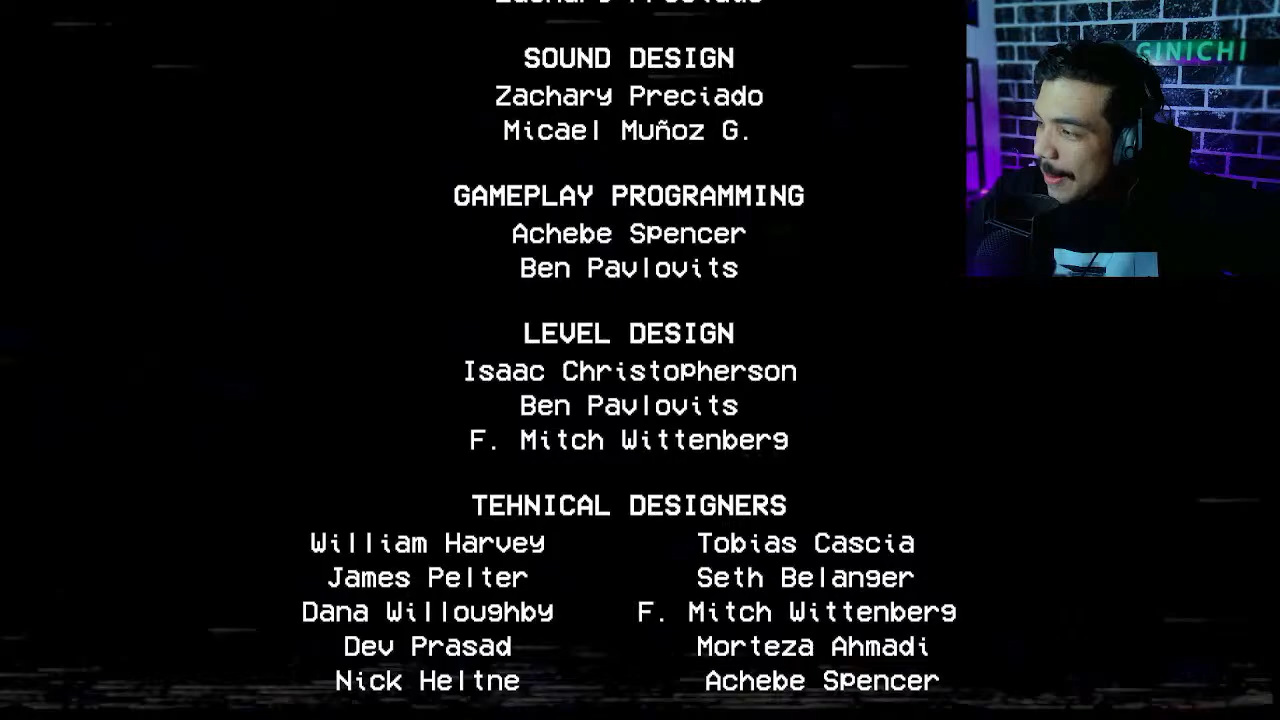 SOUND DESIGN
Zachary Preciado
Micael Muñoz G.
GAMEPLAY PROGRAMMING
Achebe Spencer
Ben Pavlovits
LEVEL DESIGN
Isaac Christopherson
Ben Pavlovits
F. Mitch Wittenberg
TEHNICAL DESIGNERS
William Harvey
James Pelter
Dana Willoughby
Dev Prasad
Nick Heltne
Tobias Cascia
Seth Belanger
F. Mitch Wittenberg
Morteza Ahmadi
Achebe Spencer
GINICHI